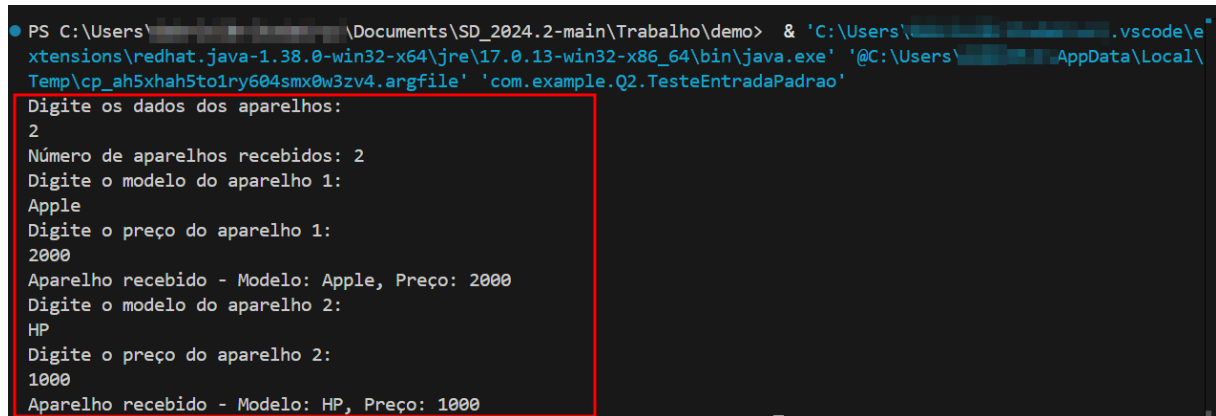 PS C:\Users\ \Documents\SD_2024.2-main\Trabalho\demo> & 'C:\Users\ .vscode\e
xtensions\redhat.java-1.38.0-win32-x64\jre\17.0.13-win32-x86_64\bin\java.exe' '@C:\Users\ AppData\Local\
Temp\cp_ah5xhah5to1ry604smx0w3zv4.argfile' 'com.example.Q2.TesteEntradaPadrao'
Digite os dados dos aparelhos:
2
Número de aparelhos recebidos: 2
Digite o modelo do aparelho 1:
Apple
Digite o preço do aparelho 1:
2000
Aparelho recebido - Modelo: Apple, Preço: 2000
Digite o modelo do aparelho 2:
HP
Digite o preço do aparelho 2:
1000
Aparelho recebido - Modelo: HP, Preço: 1000